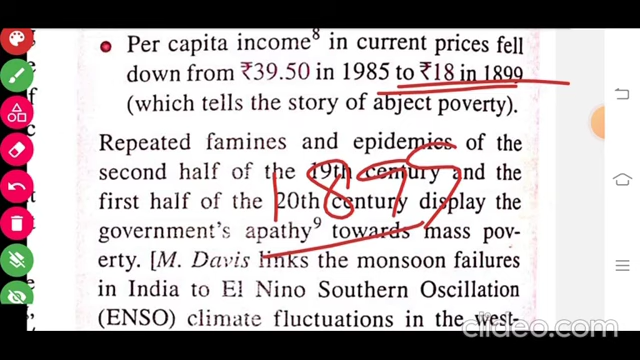 • Per capita income⁸ in current prices fell
down from ₹39.50 in 1985 to ₹18 in 1899
(which tells the story of abject poverty).
Repeated famines and epidemics of the
second half of the 19th century and the
first half of the 20th century display the
government's apathy⁹ towards mass pov-
erty. [M. Davis links the monsoon failures
in India to El Nino Southern Oscillation
(ENSO) climate fluctuations in the west-
1895
clideo.com